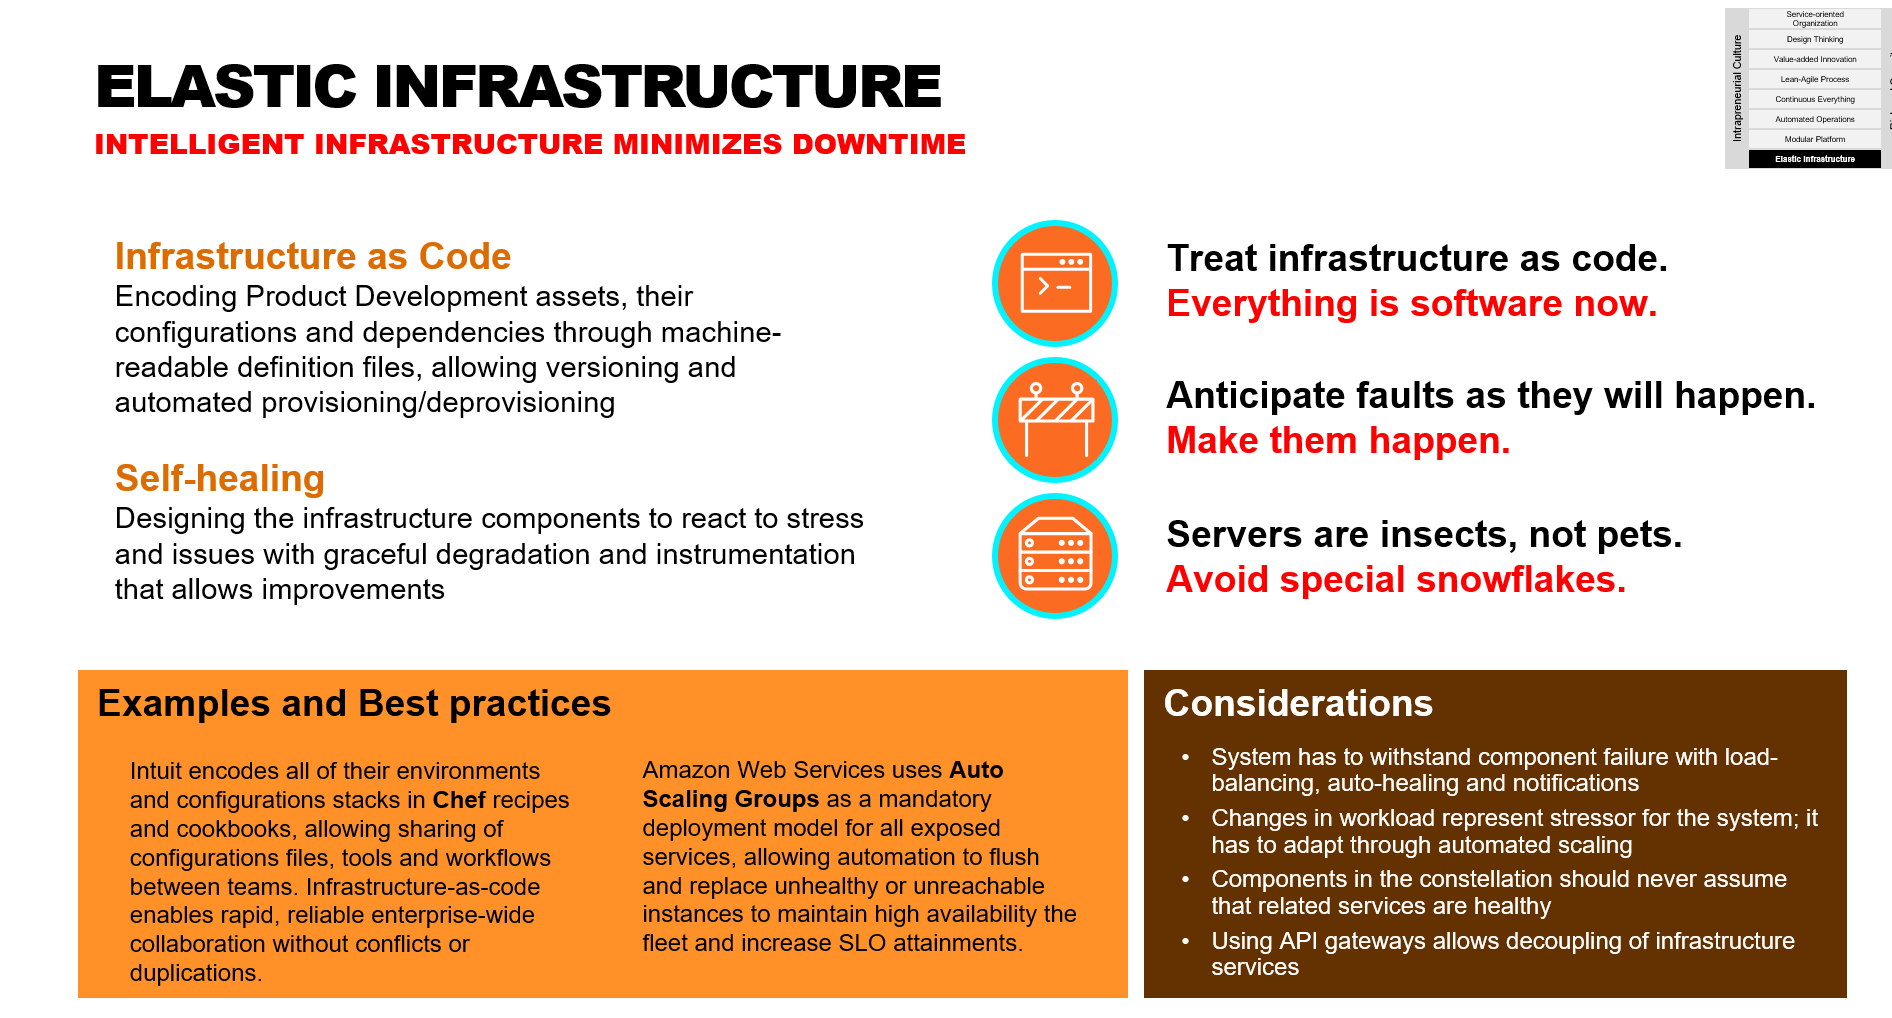 ELASTIC INFRASTRUCTURE
INTELLIGENT INFRASTRUCTURE MINIMIZES DOWNTIME
Intrapreneurial Culture
Service-oriented
Organization
Design Thinking
Value-added Innovation
Lean-Agile Process
Continuous Everything
Automated Operations
Modular Platform
Elastic Infrastructure
Infrastructure as Code
Encoding Product Development assets, their
configurations and dependencies through machine-
readable definition files, allowing versioning and
automated provisioning/deprovisioning
Self-healing
Designing the infrastructure components to react to stress
and issues with graceful degradation and instrumentation
that allows improvements
Treat infrastructure as code.
Everything is software now.
Anticipate faults as they will happen.
Make them happen.
Servers are insects, not pets.
Avoid special snowflakes.
Examples and Best practices
Intuit encodes all of their environments
and configurations stacks in Chef recipes
and cookbooks, allowing sharing of
configurations files, tools and workflows
between teams. Infrastructure-as-code
enables rapid, reliable enterprise-wide
collaboration without conflicts or
duplications.
Amazon Web Services uses Auto
Scaling Groups as a mandatory
deployment model for all exposed
services, allowing automation to flush
and replace unhealthy or unreachable
instances to maintain high availability the
fleet and increase SLO attainments.
Considerations
• System has to withstand component failure with load-
balancing, auto-healing and notifications
• Changes in workload represent stressor for the system; it
has to adapt through automated scaling
• Components in the constellation should never assume
that related services are healthy
• Using API gateways allows decoupling of infrastructure
services